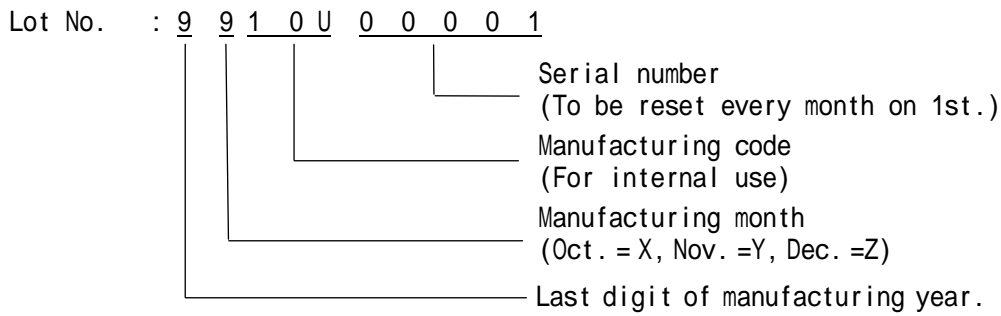 Lot No. : 9 9 1 0 U 0 0 0 0 1
Serial number
(To be reset every month on 1st.)
Manufacturing code
(For internal use)
Manufacturing month
(Oct. = X, Nov. =Y, Dec. =Z)
Last digit of manufacturing year.